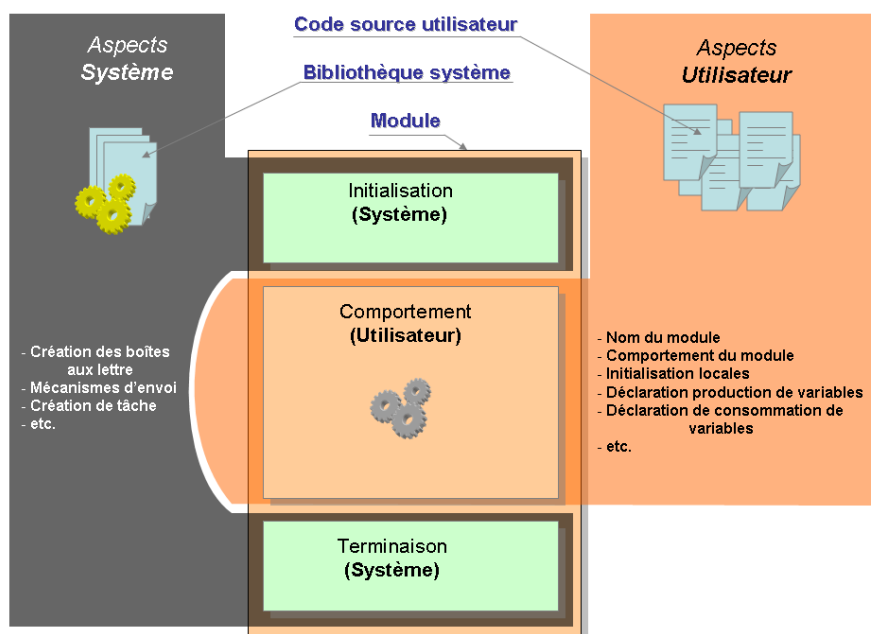 Aspects
Système
Code source utilisateur
Bibliothèque système
Module
Aspects
Utilisateur
Initialisation
(Système)
Comportement
(Utilisateur)
Terminaison
(Système)
- Création des boîtes
aux lettre
- Mécanismes d'envoi
- Création de tâche
- etc.
- Nom du module
- Comportement du module
- Initialisation locales
- Déclaration production de variables
- Déclaration de consommation de
variables
- etc.